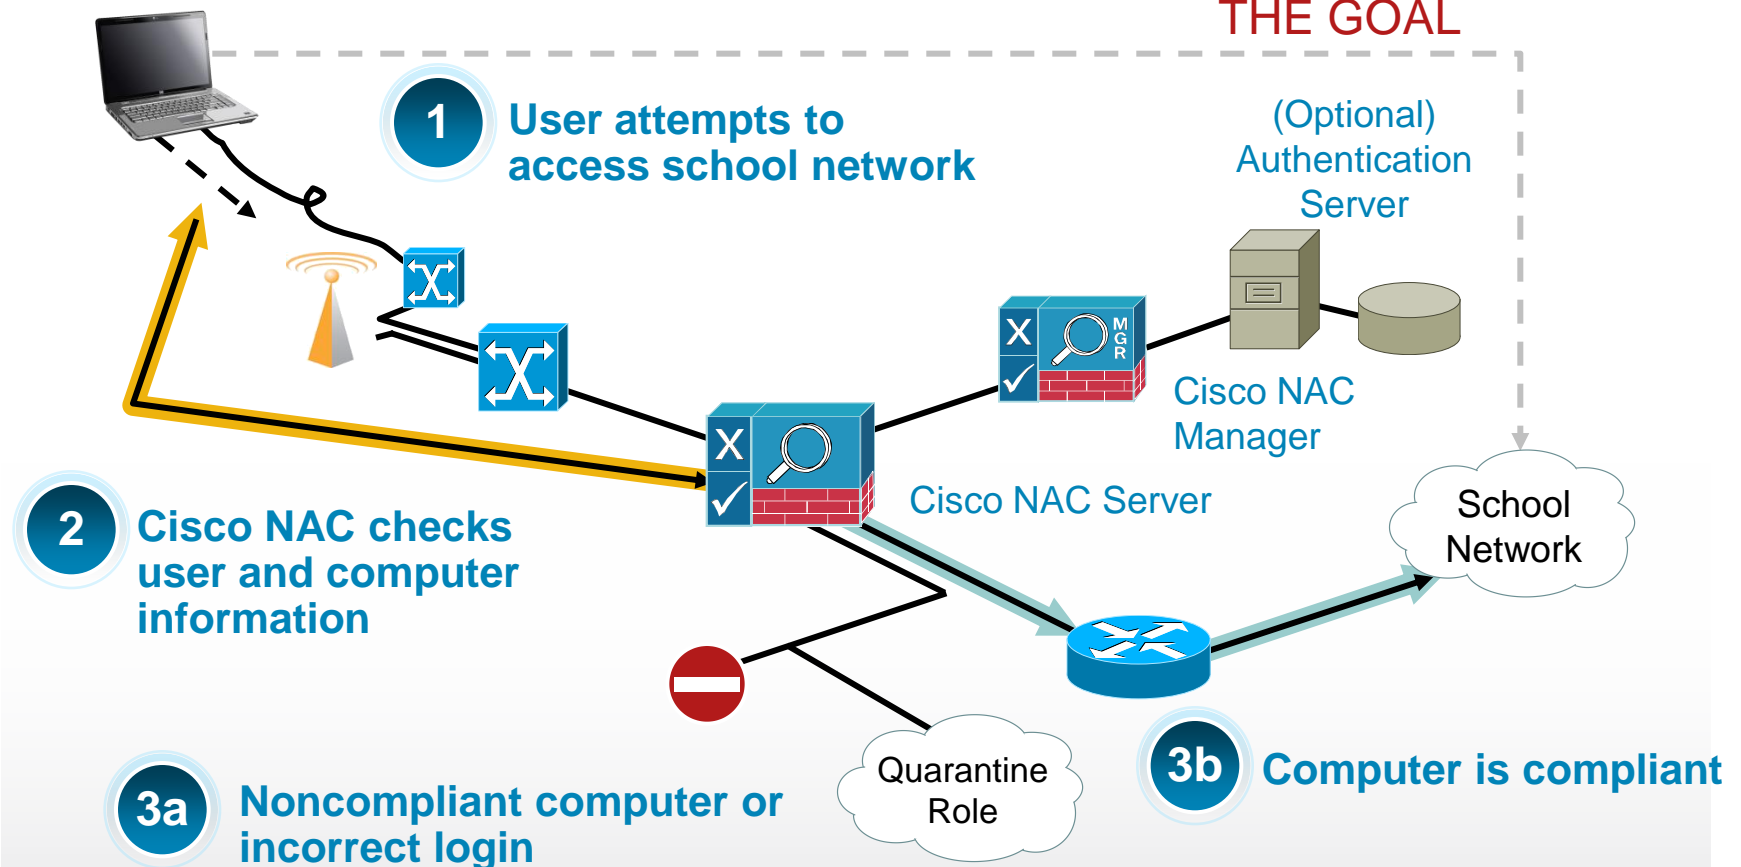 THE GOAL
1
User attempts to
access school network
(Optional)
Authentication
Server
X
M
G
R
Cisco NAC
Manager
X
Cisco NAC Server
School
Network
2
Cisco NAC checks
user and computer
information
3a
Noncompliant computer or
incorrect login
Quarantine
Role
3b
Computer is compliant